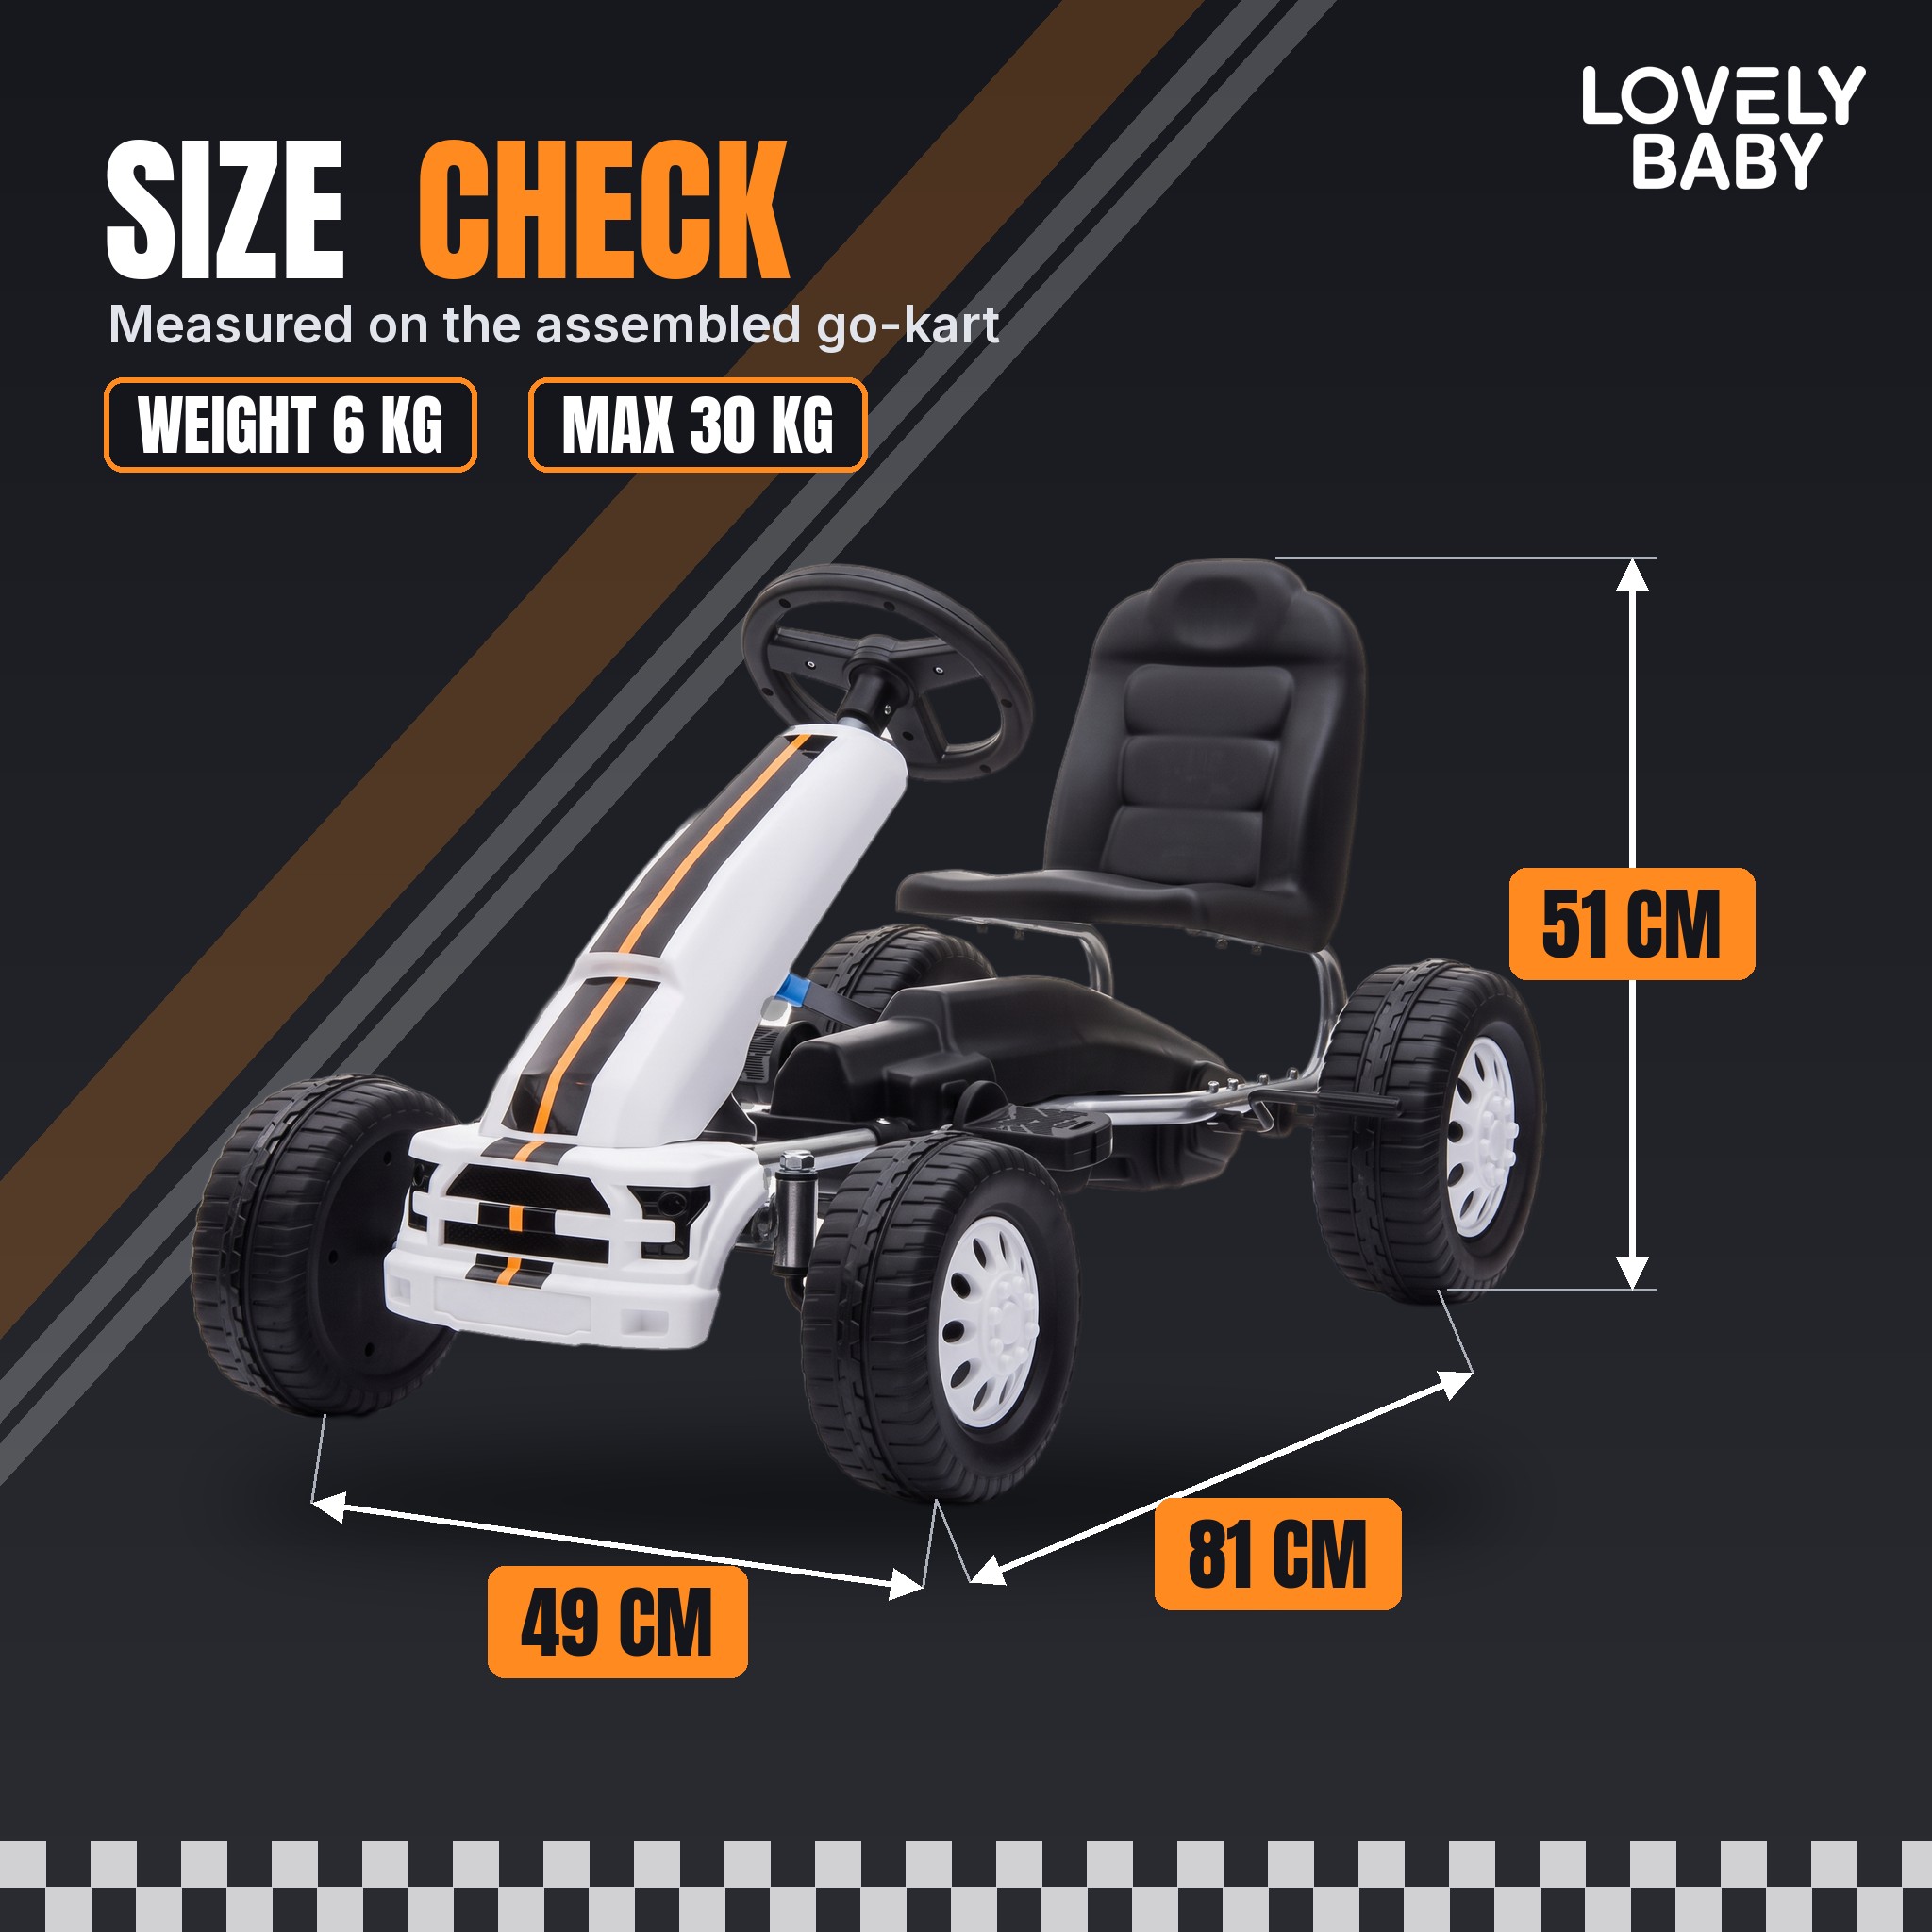 LOVELY
BABY
SIZE CHECK
Measured on the assembled go-kart
WEIGHT 6 KG
MAX 30 KG
51 CM
81 CM
49 CM